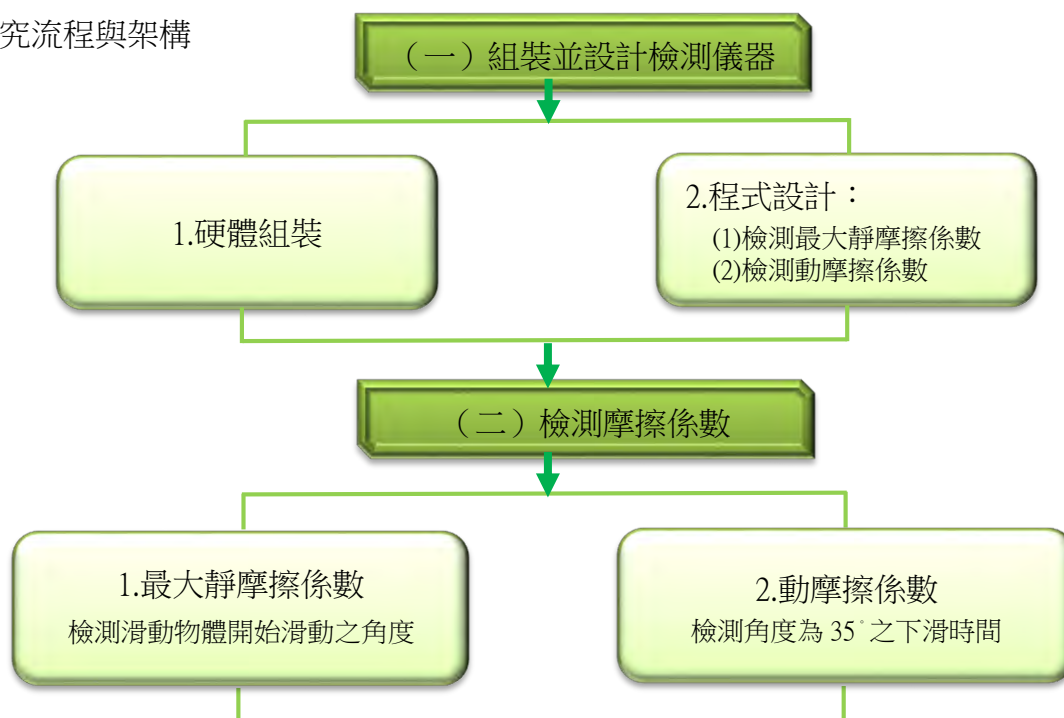 究流程與架構
（一）組裝並設計檢測儀器
1.硬體組裝
2.程式設計：
(1)檢測最大靜摩擦係數
(2)檢測動摩擦係數
（二）檢測摩擦係數
1.最大靜摩擦係數
檢測滑動物體開始滑動之角度
2.動摩擦係數
檢測角度為 35°之下滑時間